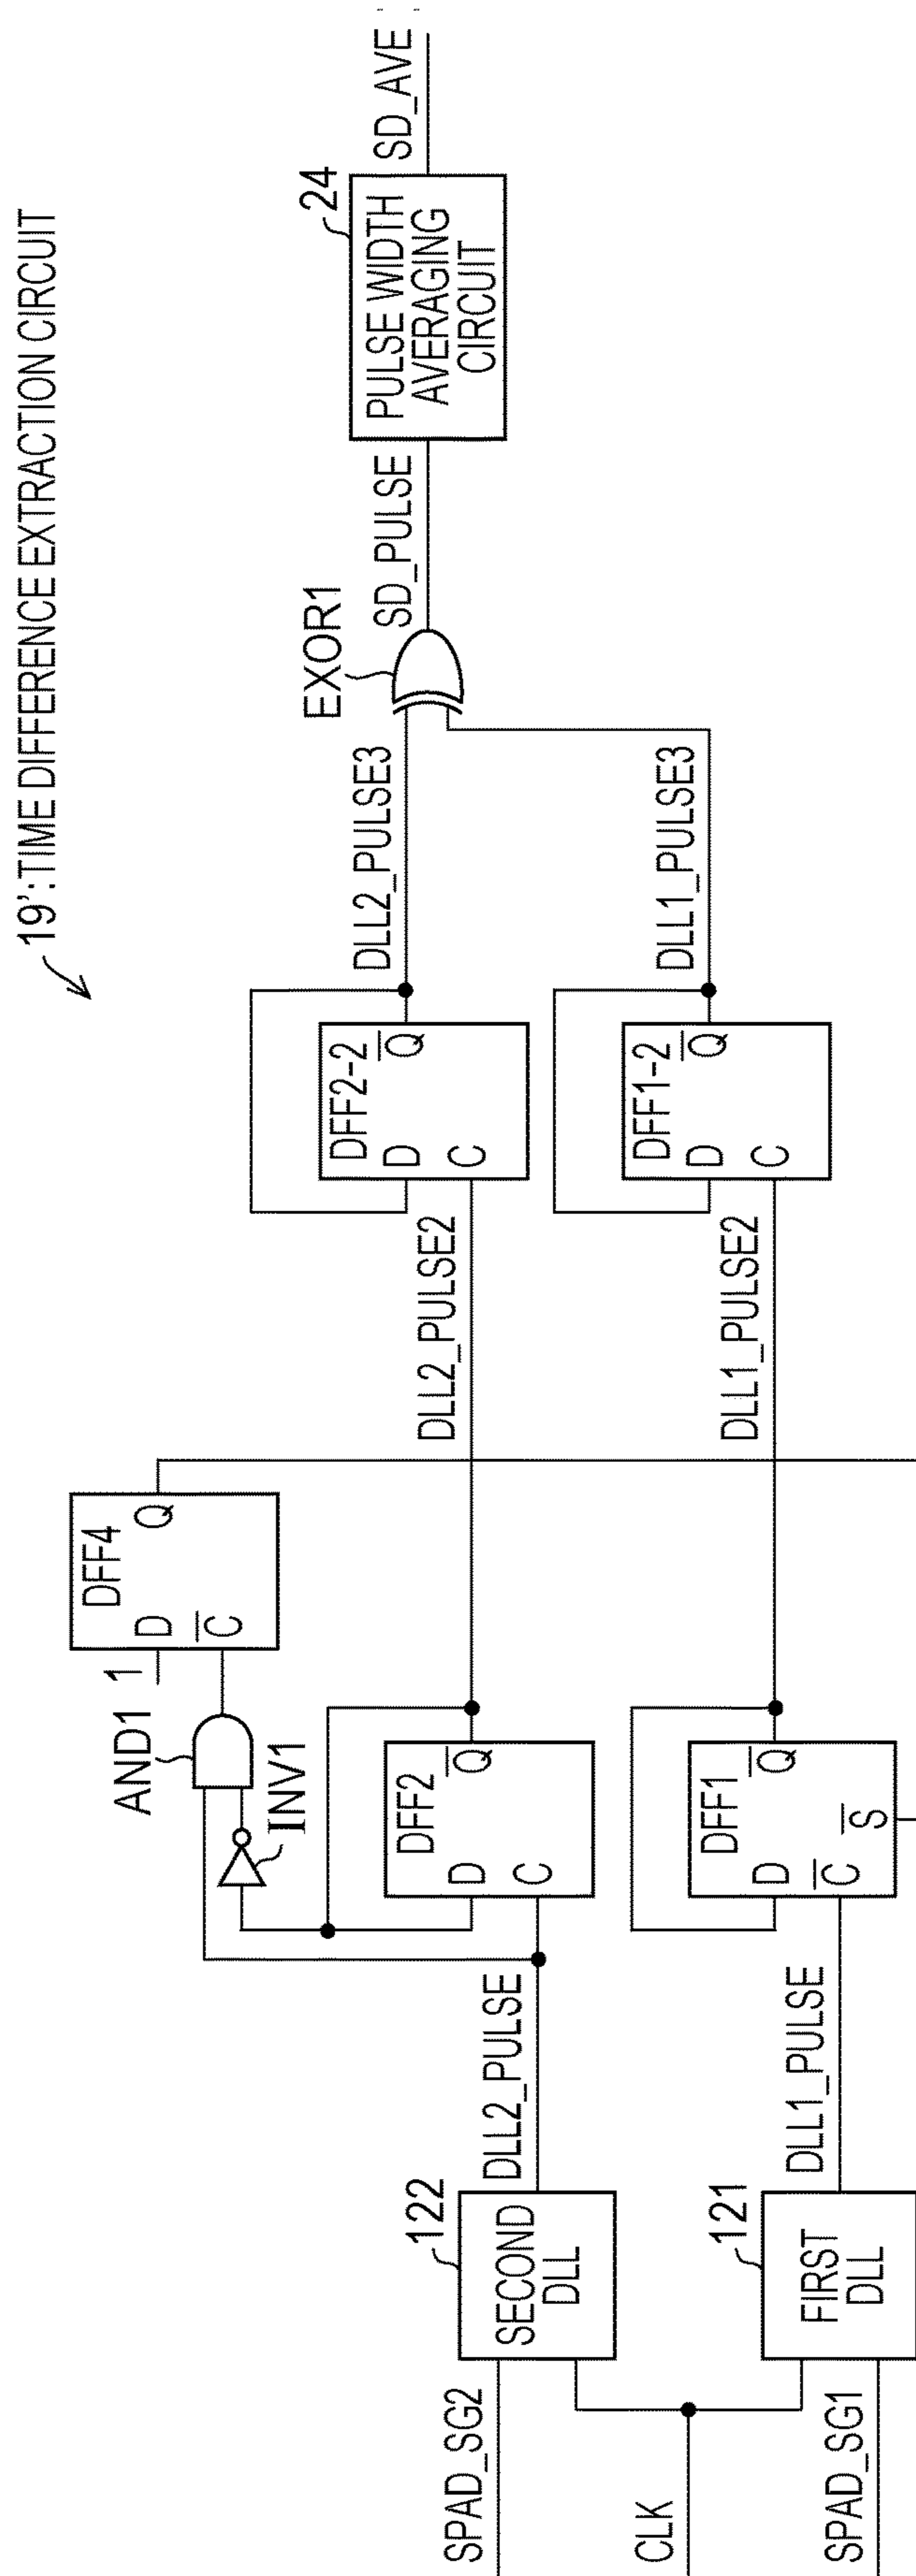 19':TIME DIFFERENCE EXTRACTION CIRCUIT
SPAD_SG2
CLK
SPAD_SG1
122
SECOND
DLL
121
FIRST
DLL
DLL2_PULSE
DLL1_PULSE
AND1
INV1
1
DFF4
D
C
Q
DFF2
D
C
Q
DFF1
D
C
Q
S
DLL2_PULSE2
DLL1_PULSE2
DFF2-2
D
C
Q
DFF1-2
D
C
Q
DLL2_PULSE3
DLL1_PULSE3
EXOR1
SD_PULSE
24
PULSE WIDTH
AVERAGING
CIRCUIT
SD_AVE